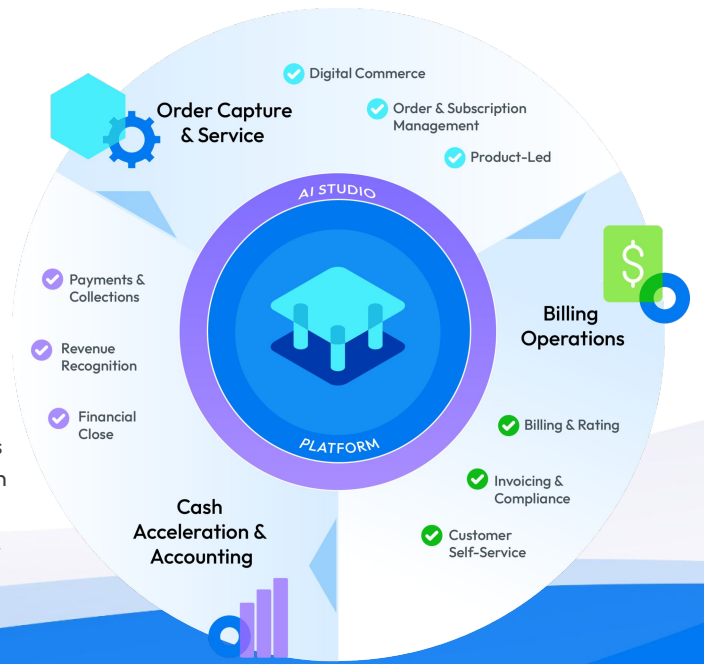 Order Capture
& Service
Digital Commerce
Order & Subscription
Management
Product-Led
AI STUDIO
PLATFORM
$
Billing
Operations
Billing & Rating
Invoicing &
Compliance
Customer
Self-Service
Cash
Acceleration &
Accounting
Payments &
Collections
Revenue
Recognition
Financial
Close